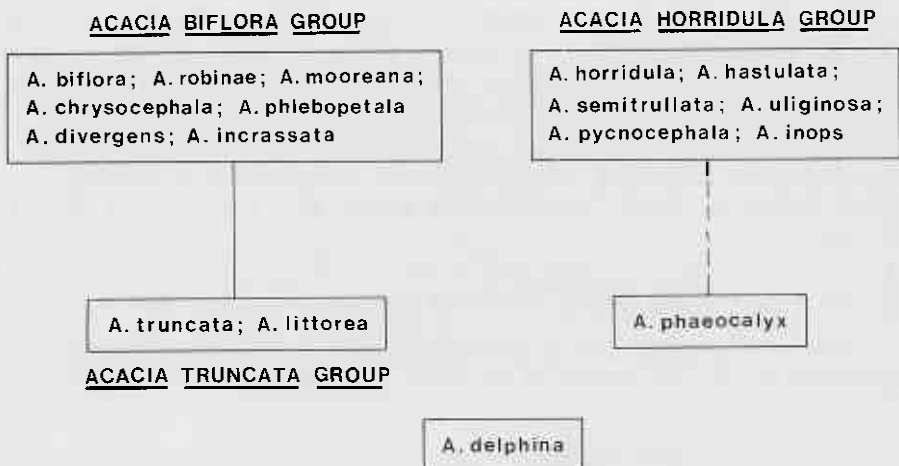 ACACIA BIFLORA GROUP
A. biflora; A. robinae; A. mooreana;
A. chrysocephala; A. phlebopetala
A. divergens; A. incrassata
ACACIA HORRIDULA GROUP
A. horridula; A. hastulata;
A. semitrullata; A. uliginosa;
A. pycnocephala; A. inops
A. truncata; A. littorea
ACACIA TRUNCATA GROUP
A. phaeocalyx
A. delphina